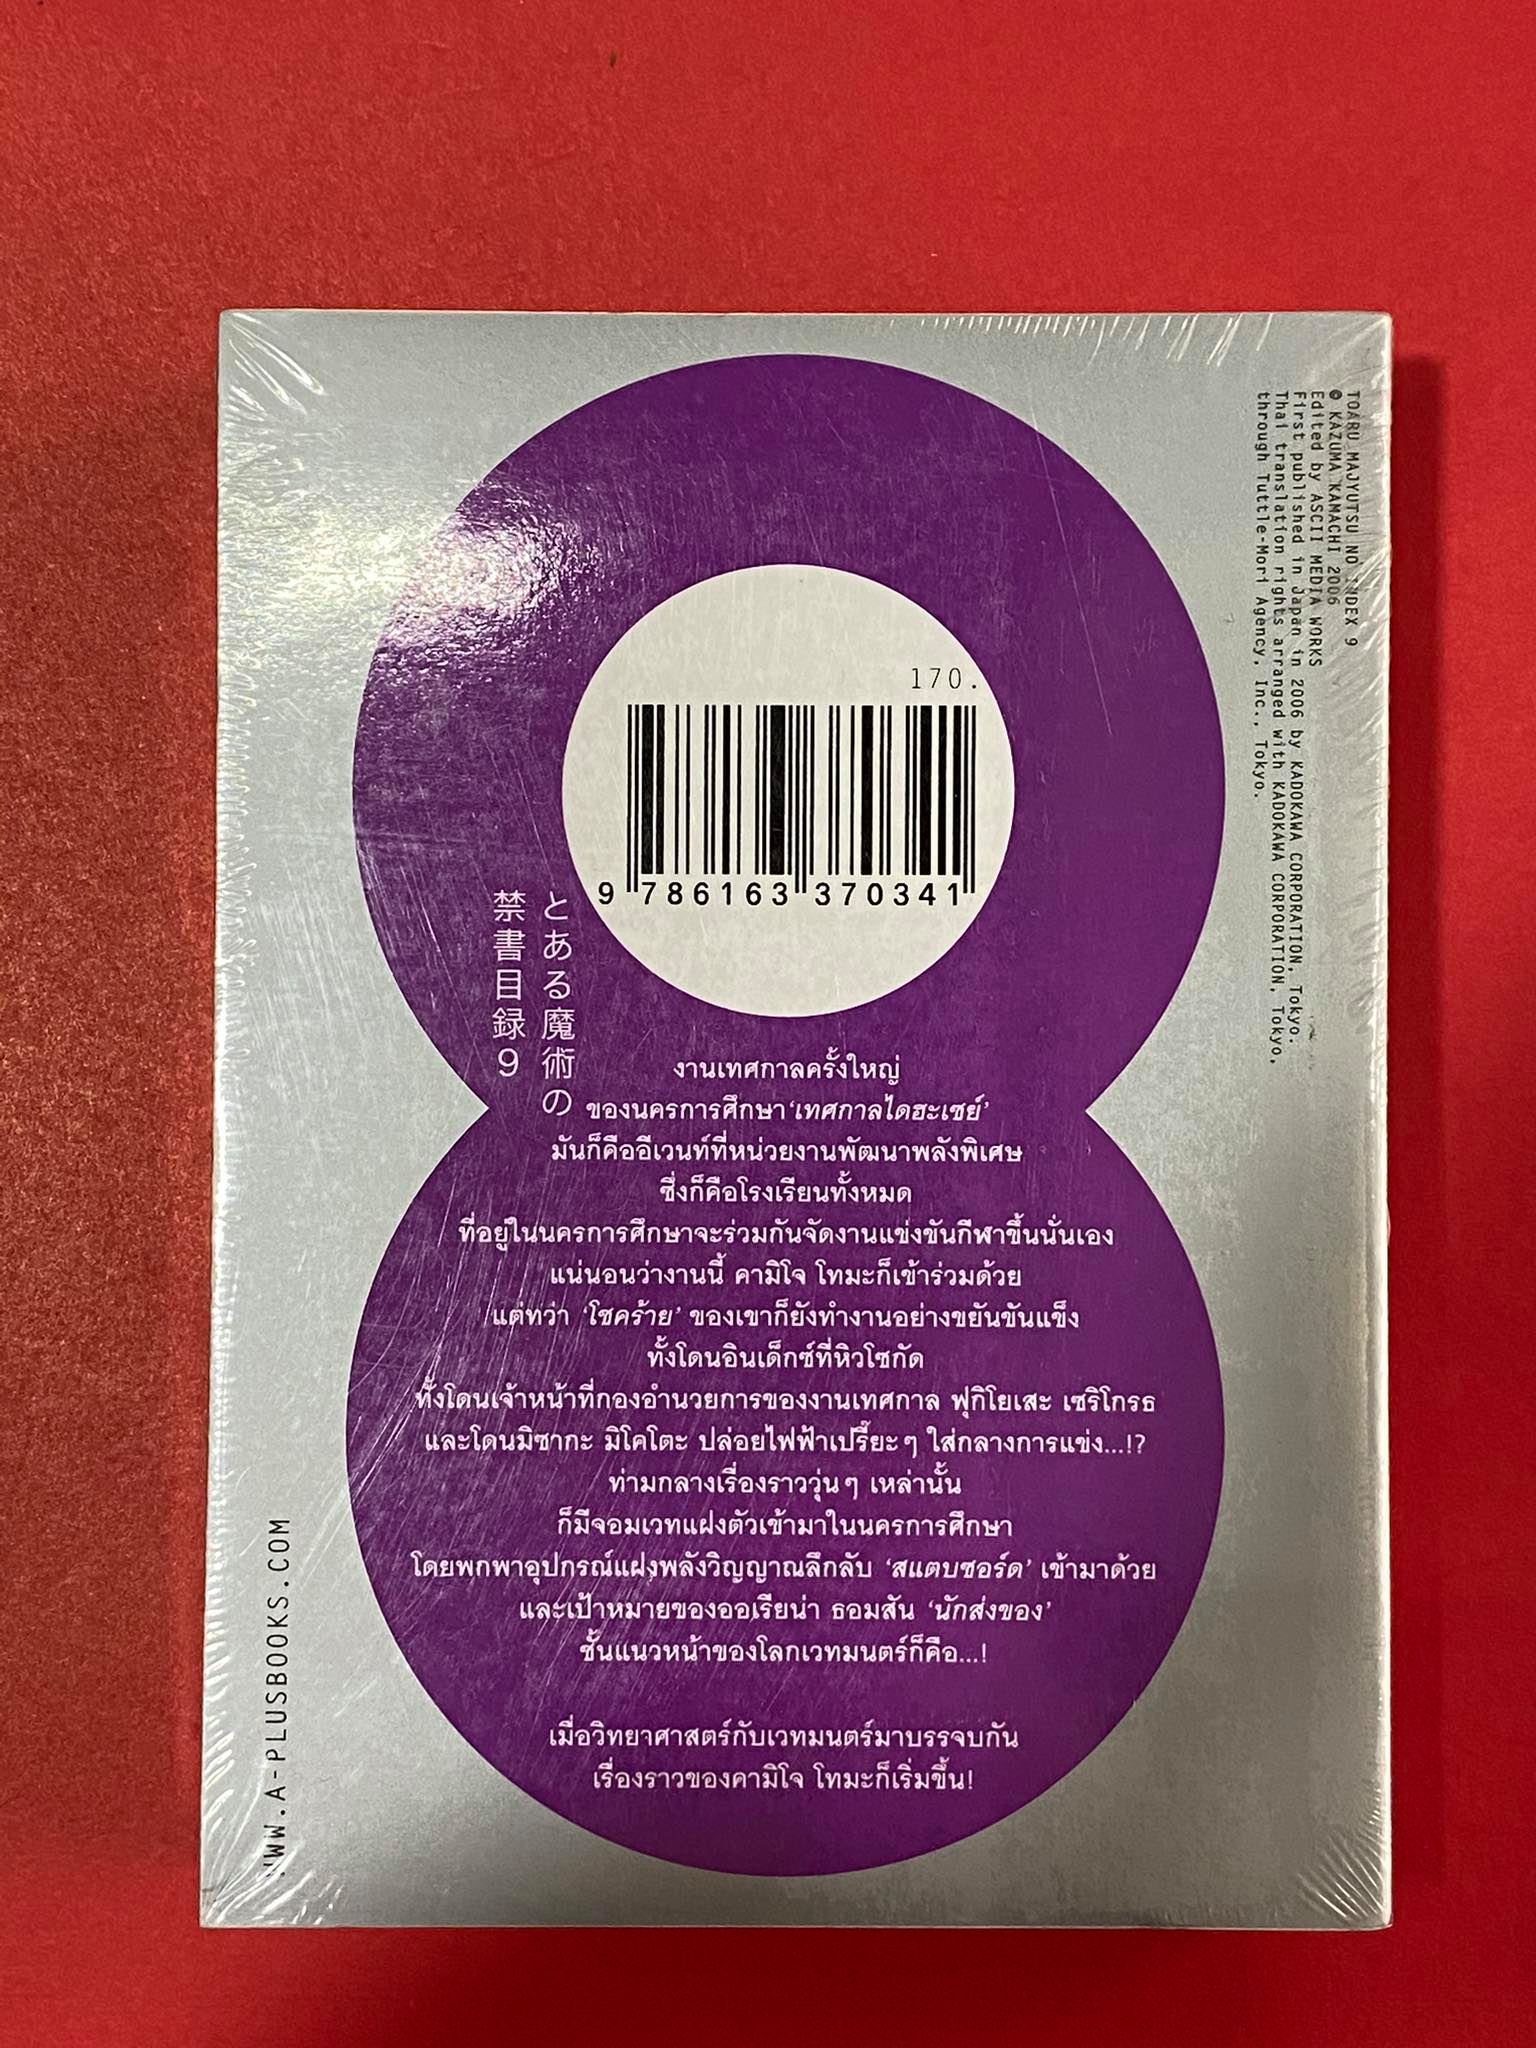 TOARU MAJYUTSU NO INDEX 9
© KAZUMA KAMACHI 2006
Edited by ASCII MEDIA WORKS
First published in Japan in 2006 by KADOKAWA CORPORATION, Tokyo.
Thai translation rights arranged with KADOKAWA CORPORATION, Tokyo,
through Tuttle-Mori Agency, Inc., Tokyo.
170.
9 786163 370341
とある魔術の
禁書目録9
งานเทศกาลครั้งใหญ่
ของนครการศึกษา‘เทศกาลไดฮะเซย์’
มันก็คืออีเวนท์ที่หน่วยงานพัฒนาพลังพิเศษ
ซึ่งก็คือโรงเรียนทั้งหมด
ที่อยู่ในนครการศึกษาจะร่วมกันจัดงานแข่งขันกีฬาขึ้นนั่นเอง
แน่นอนว่างานนี้ คามิโจ โทมะก็เข้าร่วมด้วย
แต่ทว่า ‘โชคร้าย’ ของเขาก็ยังทำงานอย่างขยันขันแข็ง
ทั้งโดนอินเด็กซ์ที่หิวโซกัด
ทั้งโดนเจ้าหน้าที่กองอำนวยการของงานเทศกาล ฟุกิโยเสะ เซริโกรธ
และโดนมิซากะ มิโคโตะ ปล่อยไฟฟ้าเปรี๊ยะๆ ใส่กลางการแข่ง...!?
ท่ามกลางเรื่องราววุ่นๆ เหล่านั้น
ก็มีจอมเวทแฝงตัวเข้ามาในนครการศึกษา
โดยพกพาอุปกรณ์แฝงพลังวิญญาณลึกลับ ‘สแตบซอร์ด’ เข้ามาด้วย
และเป้าหมายของออเรียน่า ธอมสัน ‘นักส่งของ’
ชั้นแนวหน้าของโลกเวทมนตร์ก็คือ...!
เมื่อวิทยาศาสตร์กับเวทมนตร์มาบรรจบกัน
เรื่องราวของคามิโจ โทมะก็เริ่มขึ้น!
WWW.A-PLUSBOOKS.COM